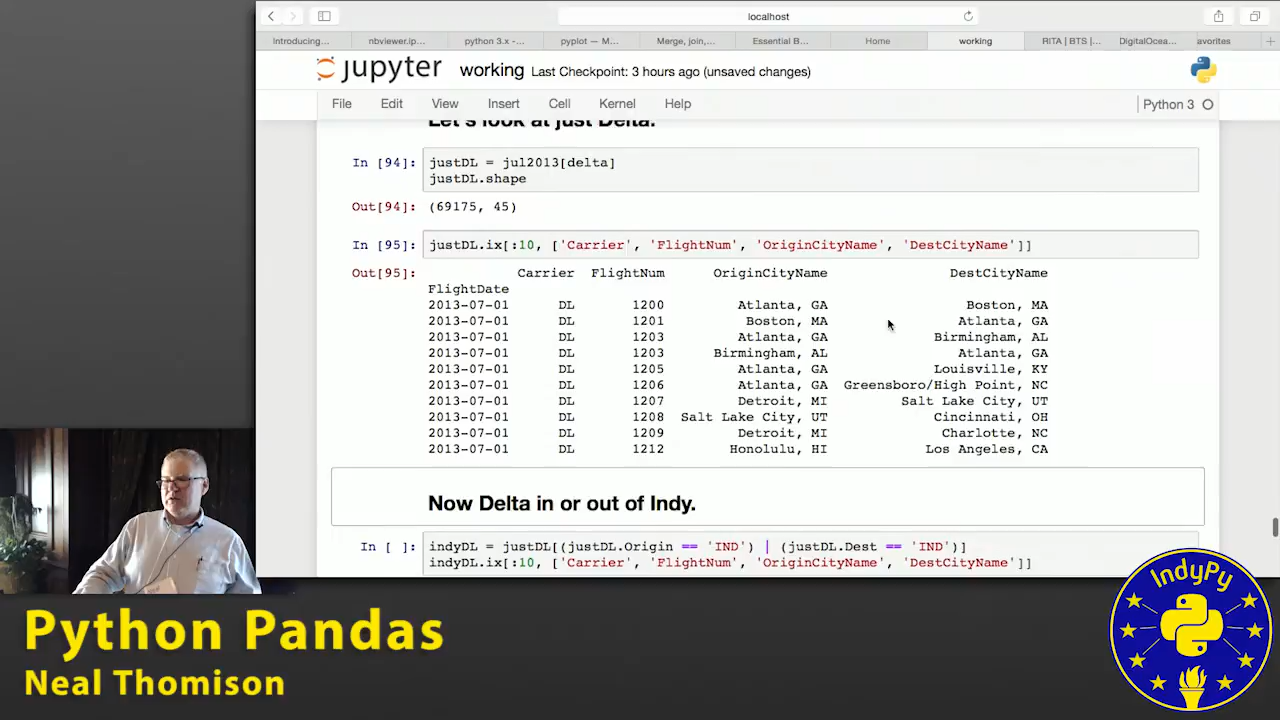 localhost
Introducing...
nbviewer.ip...
python 3.x -...
pyplot — M...
Merge, join,...
Essential B...
Home
working
RITA | BTS |...
DigitalOcea...
avorites
jupyter working Last Checkpoint: 3 hours ago (unsaved changes)
File Edit View Insert Cell Kernel Help
Python 3
Let's look at just Delta.
In [94]: justDL = jul2013[delta]
justDL.shape
Out[94]: (69175, 45)
In [95]: justDL.ix[:10, ['Carrier', 'FlightNum', 'OriginCityName', 'DestCityName']]
Out[95]: Carrier FlightNum OriginCityName DestCityName
FlightDate
2013-07-01 DL 1200 Atlanta, GA Boston, MA
2013-07-01 DL 1201 Boston, MA Atlanta, GA
2013-07-01 DL 1203 Atlanta, GA Birmingham, AL
2013-07-01 DL 1203 Birmingham, AL Atlanta, GA
2013-07-01 DL 1205 Atlanta, GA Louisville, KY
2013-07-01 DL 1206 Atlanta, GA Greensboro/High Point, NC
2013-07-01 DL 1207 Detroit, MI Salt Lake City, UT
2013-07-01 DL 1208 Salt Lake City, UT Cincinnati, OH
2013-07-01 DL 1209 Detroit, MI Charlotte, NC
2013-07-01 DL 1212 Honolulu, HI Los Angeles, CA
Now Delta in or out of Indy.
In [ ]: indyDL = justDL[(justDL.Origin == 'IND') | (justDL.Dest == 'IND')]
indyDL.ix[:10, ['Carrier', 'FlightNum', 'OriginCityName', 'DestCityName']]
Python Pandas
Neal Thomison
IndyPy